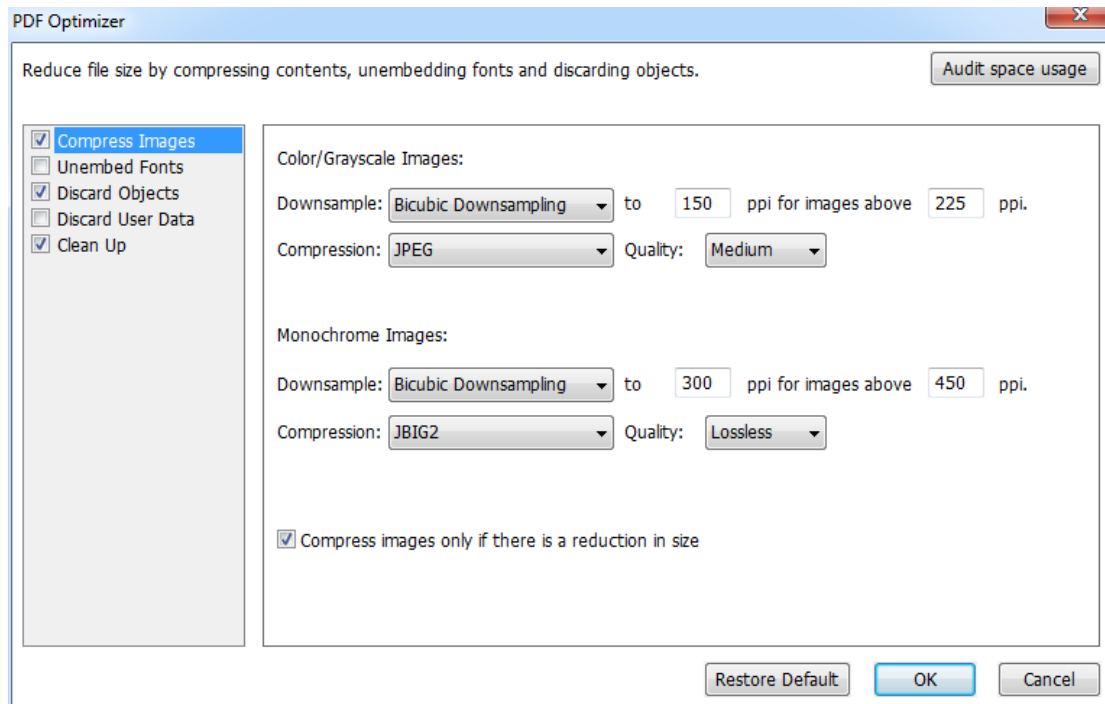 PDF Optimizer
Reduce file size by compressing contents, unembedding fonts and discarding objects.
Audit space usage
Compress Images
Unembed Fonts
Discard Objects
Discard User Data
Clean Up
Color/Grayscale Images:
Downsample: Bicubic Downsampling to 150 ppi for images above 225 ppi.
Compression: JPEG Quality: Medium
Monochrome Images:
Downsample: Bicubic Downsampling to 300 ppi for images above 450 ppi.
Compression: JBIG2 Quality: Lossless
Compress images only if there is a reduction in size
Restore Default OK Cancel